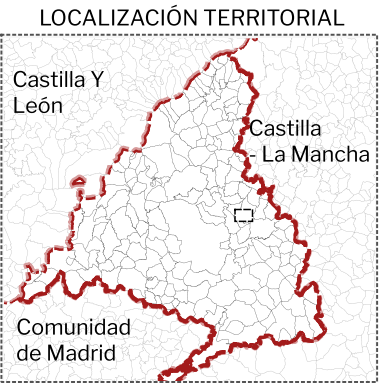 LOCALIZACIÓN TERRITORIAL
Castilla Y
León
Castilla
- La Mancha
Comunidad
de Madrid